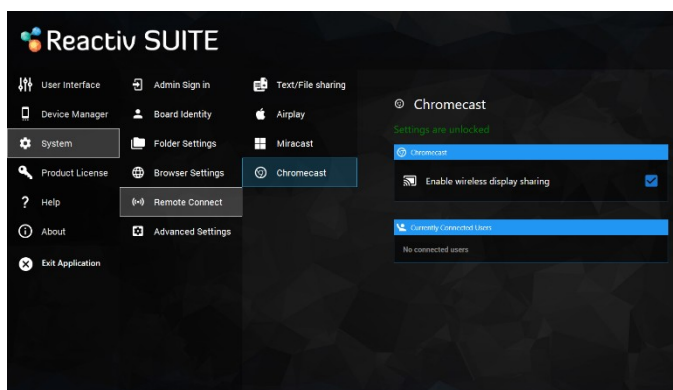 Reactiv SUITE
User Interface
Device Manager
System
Product License
? Help
About
Exit Application
Admin Sign in
Board Identity
Folder Settings
Browser Settings
Remote Connect
Advanced Settings
Text/File sharing
Airplay
Miracast
Chromecast
Chromecast
Settings are unlocked
Chromecast
Enable wireless display sharing
Currently Connected Users
No connected users